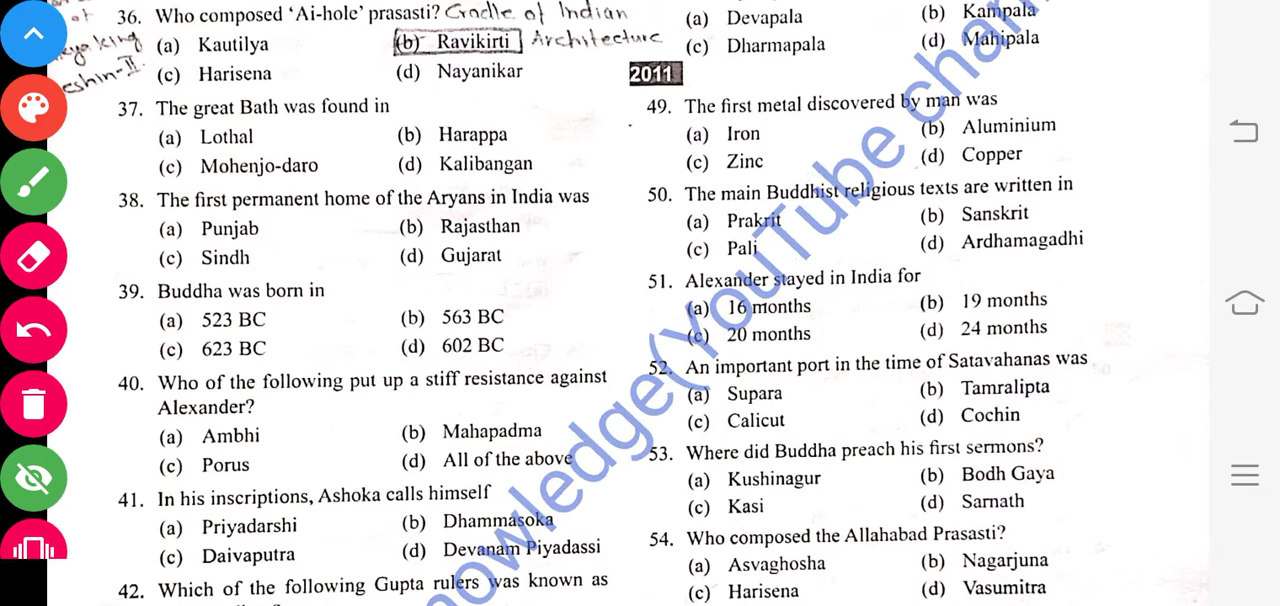 36. Who composed 'Ai-hole' prasasti? Cradle of Indian
(a) Kautilya (b) Ravikirti Architecture
(c) Harisena (d) Nayanikar
37. The great Bath was found in
(a) Lothal (b) Harappa
(c) Mohenjo-daro (d) Kalibangan
38. The first permanent home of the Aryans in India was
(a) Punjab (b) Rajasthan
(c) Sindh (d) Gujarat
39. Buddha was born in
(a) 523 BC (b) 563 BC
(c) 623 BC (d) 602 BC
40. Who of the following put up a stiff resistance against
Alexander?
(a) Ambhi (b) Mahapadma
(c) Porus (d) All of the above
41. In his inscriptions, Ashoka calls himself
(a) Priyadarshi (b) Dhammasoka
(c) Daivaputra (d) Devanam Piyadassi
42. Which of the following Gupta rulers was known as
(a) Devapala (b) Kampala
(c) Dharmapala (d) Mahipala
2011
49. The first metal discovered by man was
(a) Iron (b) Aluminium
(c) Zinc (d) Copper
50. The main Buddhist religious texts are written in
(a) Prakrit (b) Sanskrit
(c) Pali (d) Ardhamagadhi
51. Alexander stayed in India for
(a) 16 months (b) 19 months
(c) 20 months (d) 24 months
52. An important port in the time of Satavahanas was
(a) Supara (b) Tamralipta
(c) Calicut (d) Cochin
53. Where did Buddha preach his first sermons?
(a) Kushinagur (b) Bodh Gaya
(c) Kasi (d) Sarnath
54. Who composed the Allahabad Prasasti?
(a) Asvaghosha (b) Nagarjuna
(c) Harisena (d) Vasumitra
nowledge(YouTube chan